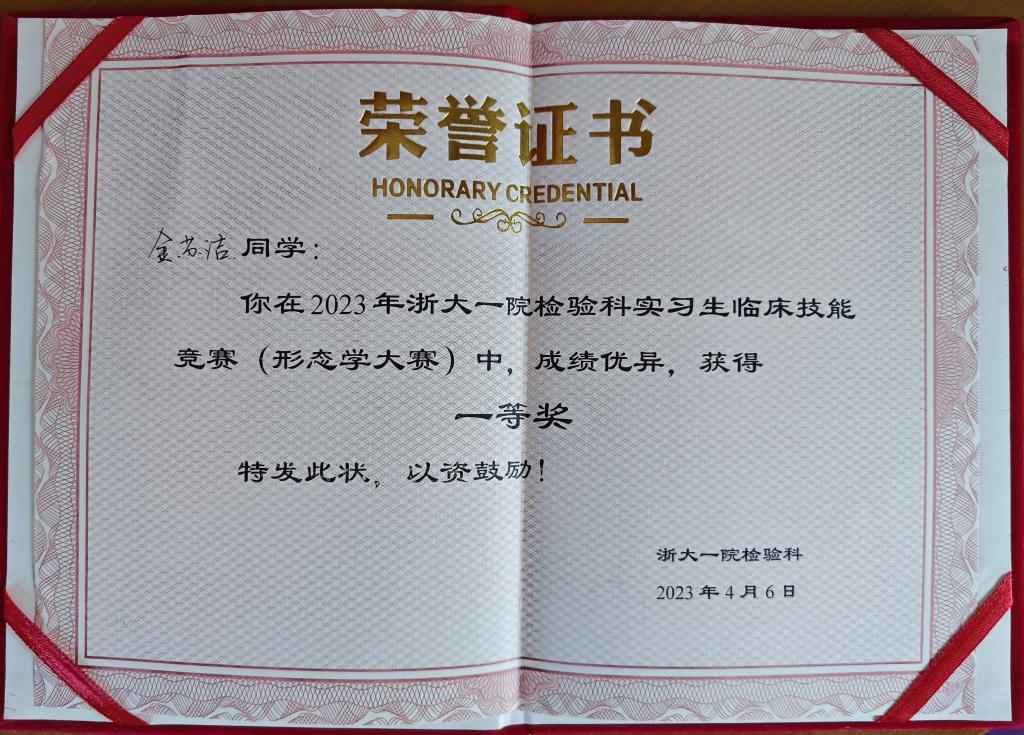 荣誉证书
HONORARY CREDENTIAL
金苏洁同学：
你在2023年浙大一院检验科实习生临床技能
竞赛（形态学大赛）中，成绩优异，获得
一等奖
特发此状，以资鼓励！
浙大一院检验科
2023年4月6日